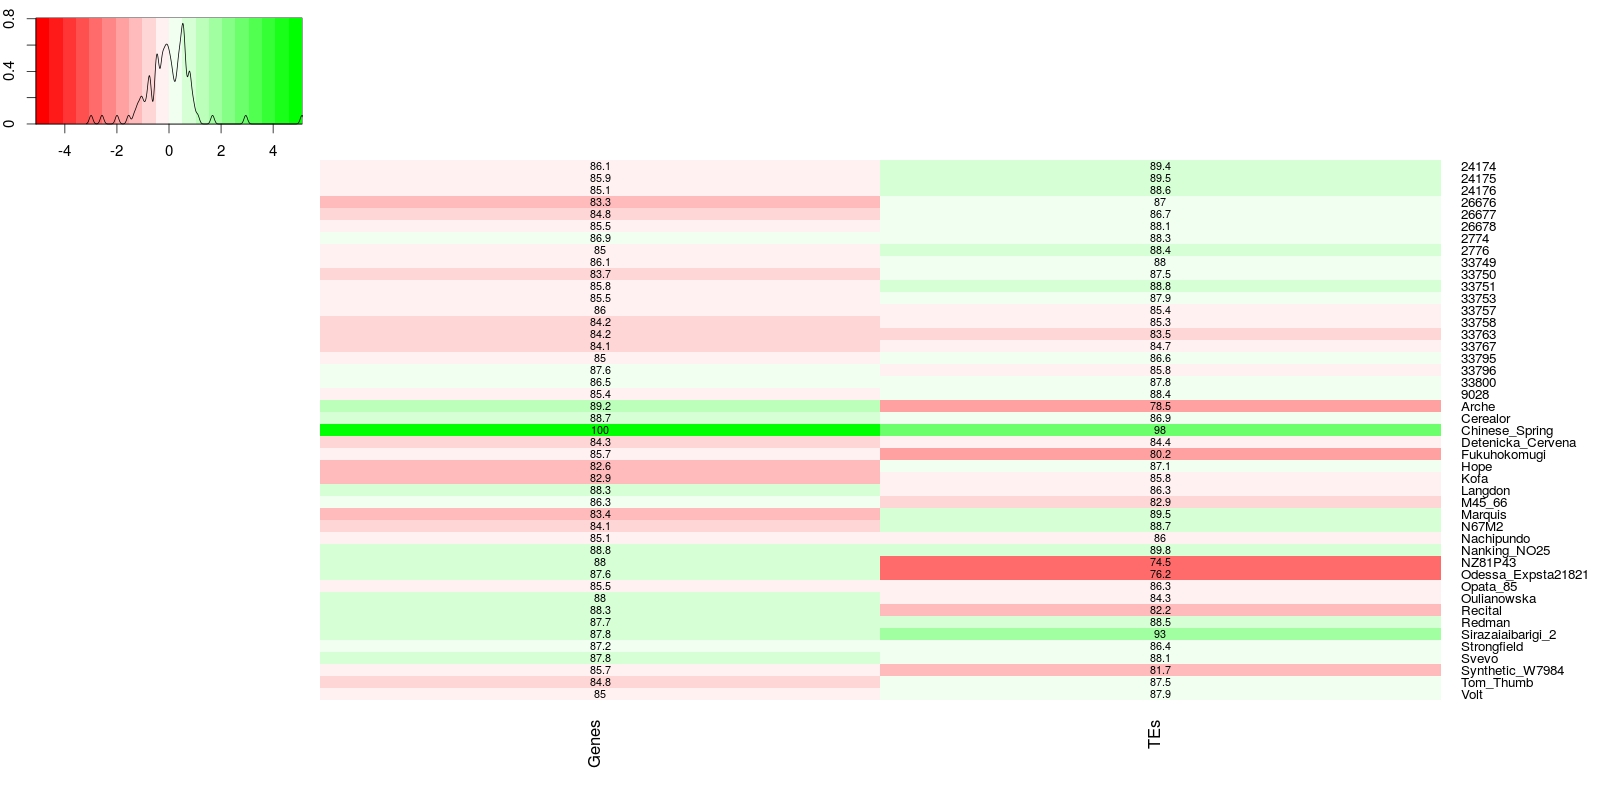 0.8
0.4
0
-4 -2 0 2 4
86.1 89.4 24174
85.9 89.5 24175
85.1 88.6 24176
83.3 87 26676
84.8 86.7 26677
85.5 88.1 26678
86.9 88.3 2774
85 88.4 2776
86.1 88 33749
83.7 87.5 33750
85.8 88.8 33751
85.5 87.9 33753
86 85.4 33757
84.2 85.3 33758
84.2 83.5 33763
84.1 84.7 33767
85 86.6 33795
87.6 85.8 33796
86.5 87.8 33800
85.4 88.4 9028
89.2 78.5 Arche
88.7 86.9 Cerealor
100 98 Chinese_Spring
84.3 84.4 Detenicka_Cervena
85.7 80.2 Fukuhokomugi
82.6 87.1 Hope
82.9 85.8 Kofa
88.3 86.3 Langdon
86.3 82.9 M45_66
83.4 89.5 Marquis
84.1 88.7 N67M2
85.1 86 Nachipundo
88.8 89.8 Nanking_NO25
88 74.5 NZ81P43
87.6 76.2 Odessa_Expsta21821
85.5 86.3 Opata_85
88 84.3 Oulianowska
88.3 82.2 Recital
87.7 88.5 Redman
87.8 93 Sirazaiaibarigi_2
87.2 86.4 Strongfield
87.8 88.1 Svevo
85.7 81.7 Synthetic_W7984
84.8 87.5 Tom_Thumb
85 87.9 Volt
Genes TEs